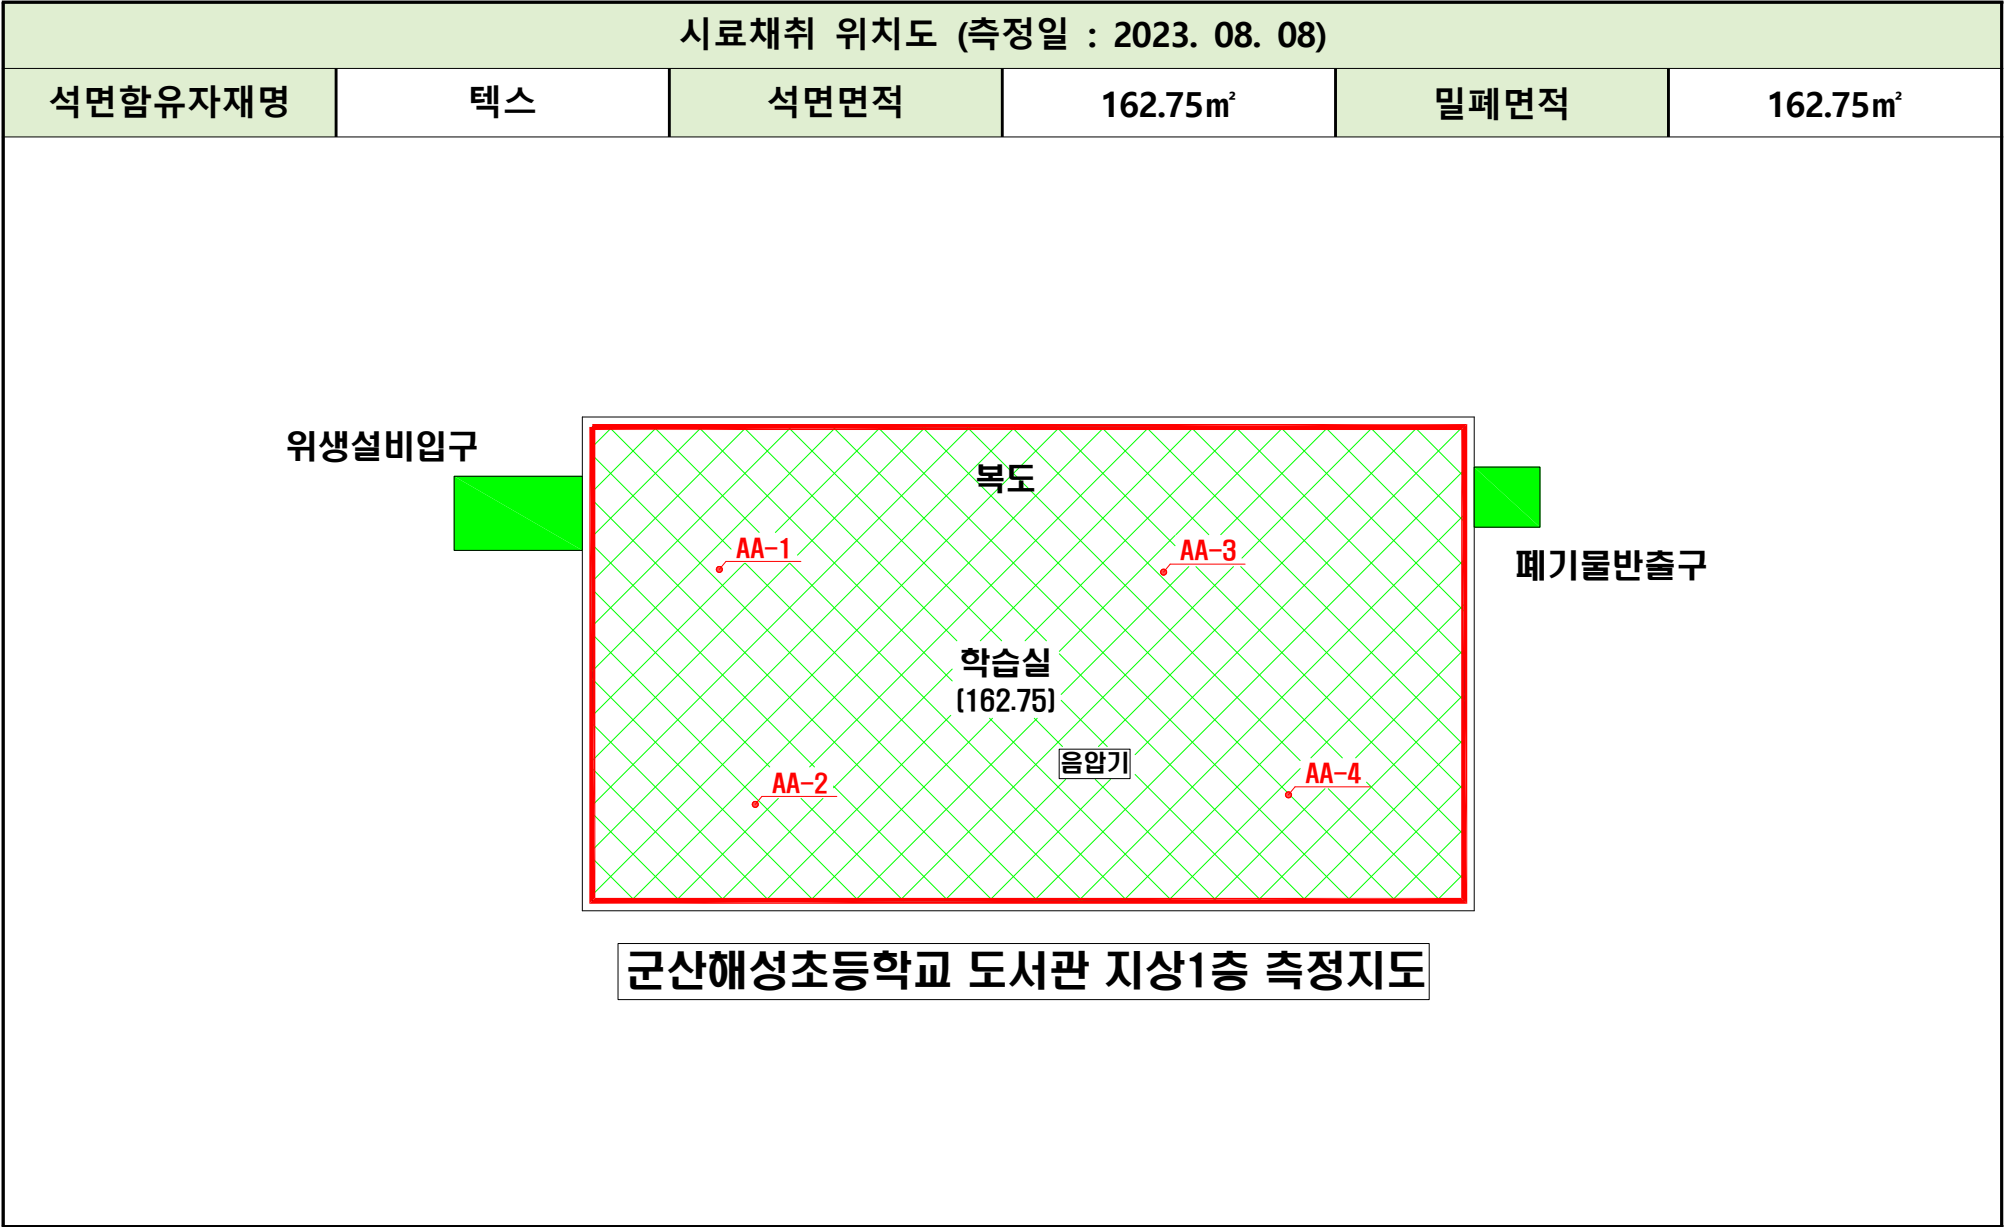 시료채취 위치도 (측정일 : 2023. 08. 08)
석면함유자재명 텍스 석면면적 162.75㎡ 밀폐면적 162.75㎡
위생설비입구
복도
AA-1
AA-3
폐기물반출구
학습실
(162.75)
음압기
AA-2
AA-4
군산해성초등학교 도서관 지상1층 측정지도